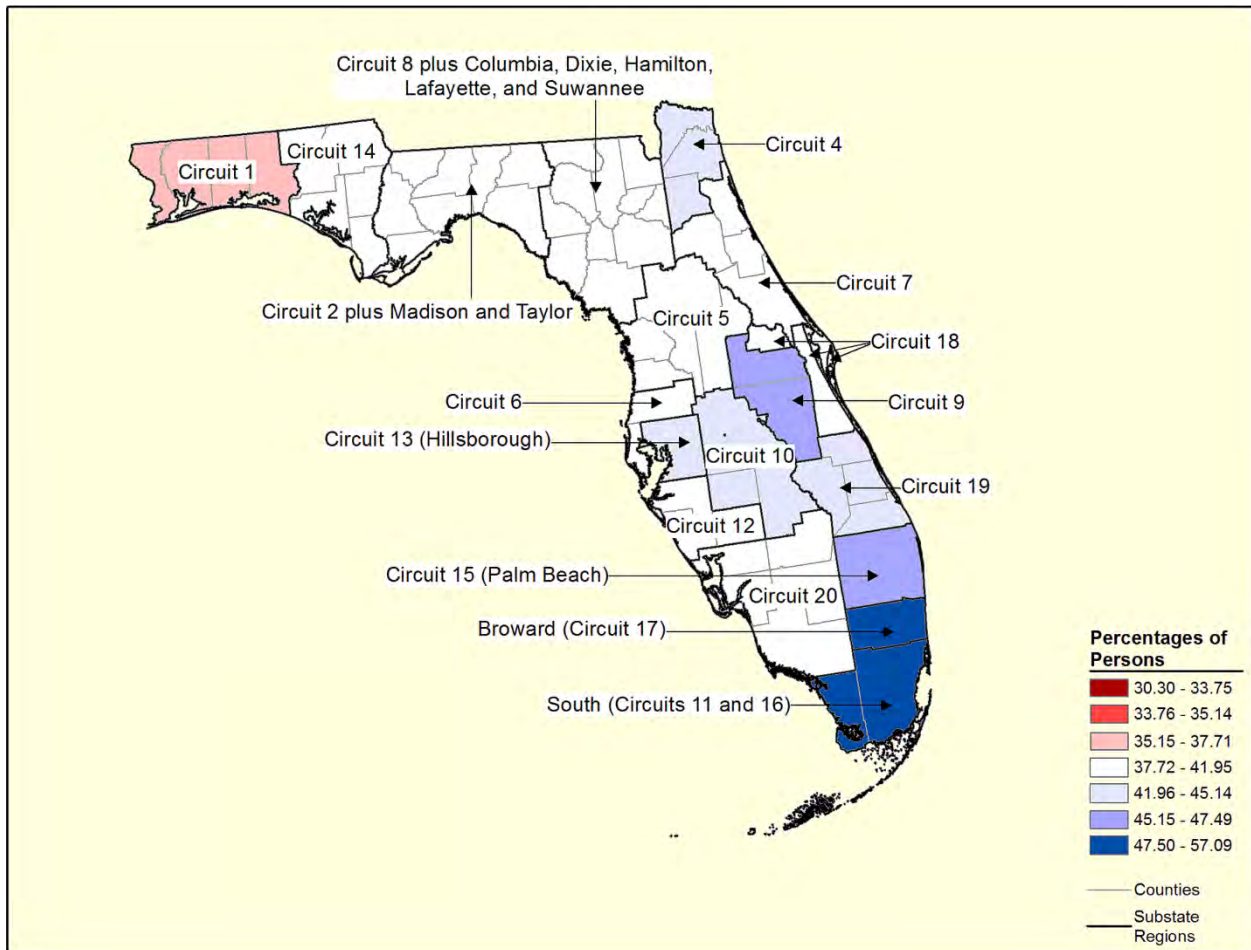 Circuit 8 plus Columbia, Dixie, Hamilton,
Lafayette, and Suwannee
Circuit 4
Circuit 14
Circuit 1
Circuit 7
Circuit 2 plus Madison and Taylor
Circuit 5
Circuit 18
Circuit 6
Circuit 9
Circuit 13 (Hillsborough)
Circuit 10
Circuit 19
Circuit 12
Circuit 15 (Palm Beach)
Circuit 20
Broward (Circuit 17)
South (Circuits 11 and 16)
Percentages of
Persons
30.30 - 33.75
33.76 - 35.14
35.15 - 37.71
37.72 - 41.95
41.96 - 45.14
45.15 - 47.49
47.50 - 57.09
Counties
Substate
Regions